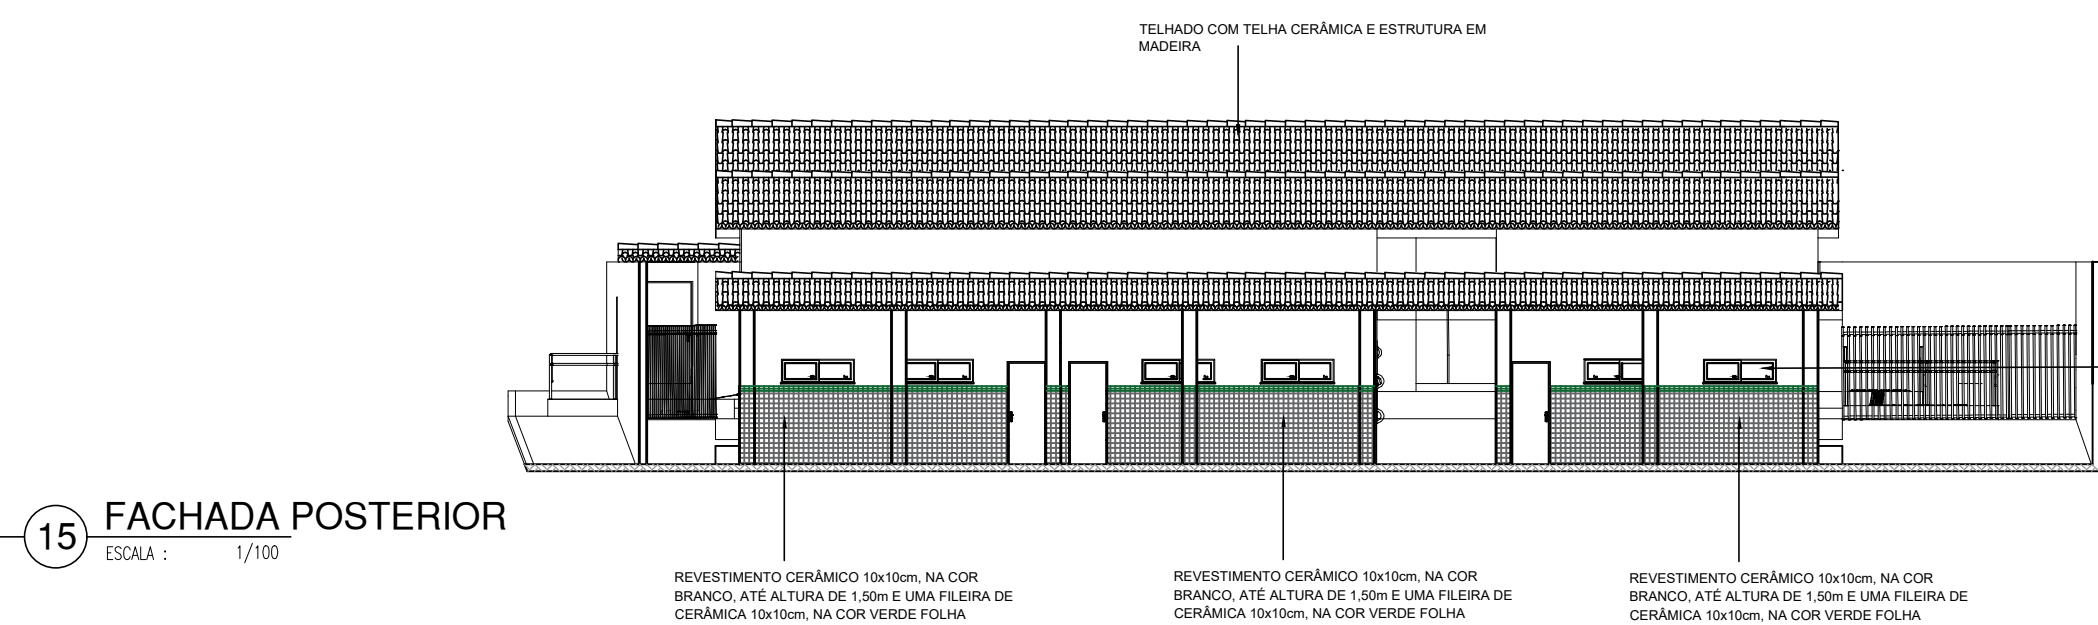 TELHADO COM TELHA CERÂMICA E ESTRUTURA EM
MADEIRA
15
FACHADA POSTERIOR
ESCALA : 1/100
REVESTIMENTO CERÂMICO 10x10cm, NA COR
BRANCO, ATÉ ALTURA DE 1,50m E UMA FILEIRA DE
CERÂMICA 10x10cm, NA COR VERDE FOLHA
REVESTIMENTO CERÂMICO 10x10cm, NA COR
BRANCO, ATÉ ALTURA DE 1,50m E UMA FILEIRA DE
CERÂMICA 10x10cm, NA COR VERDE FOLHA
REVESTIMENTO CERÂMICO 10x10cm, NA COR
BRANCO, ATÉ ALTURA DE 1,50m E UMA FILEIRA DE
CERÂMICA 10x10cm, NA COR VERDE FOLHA